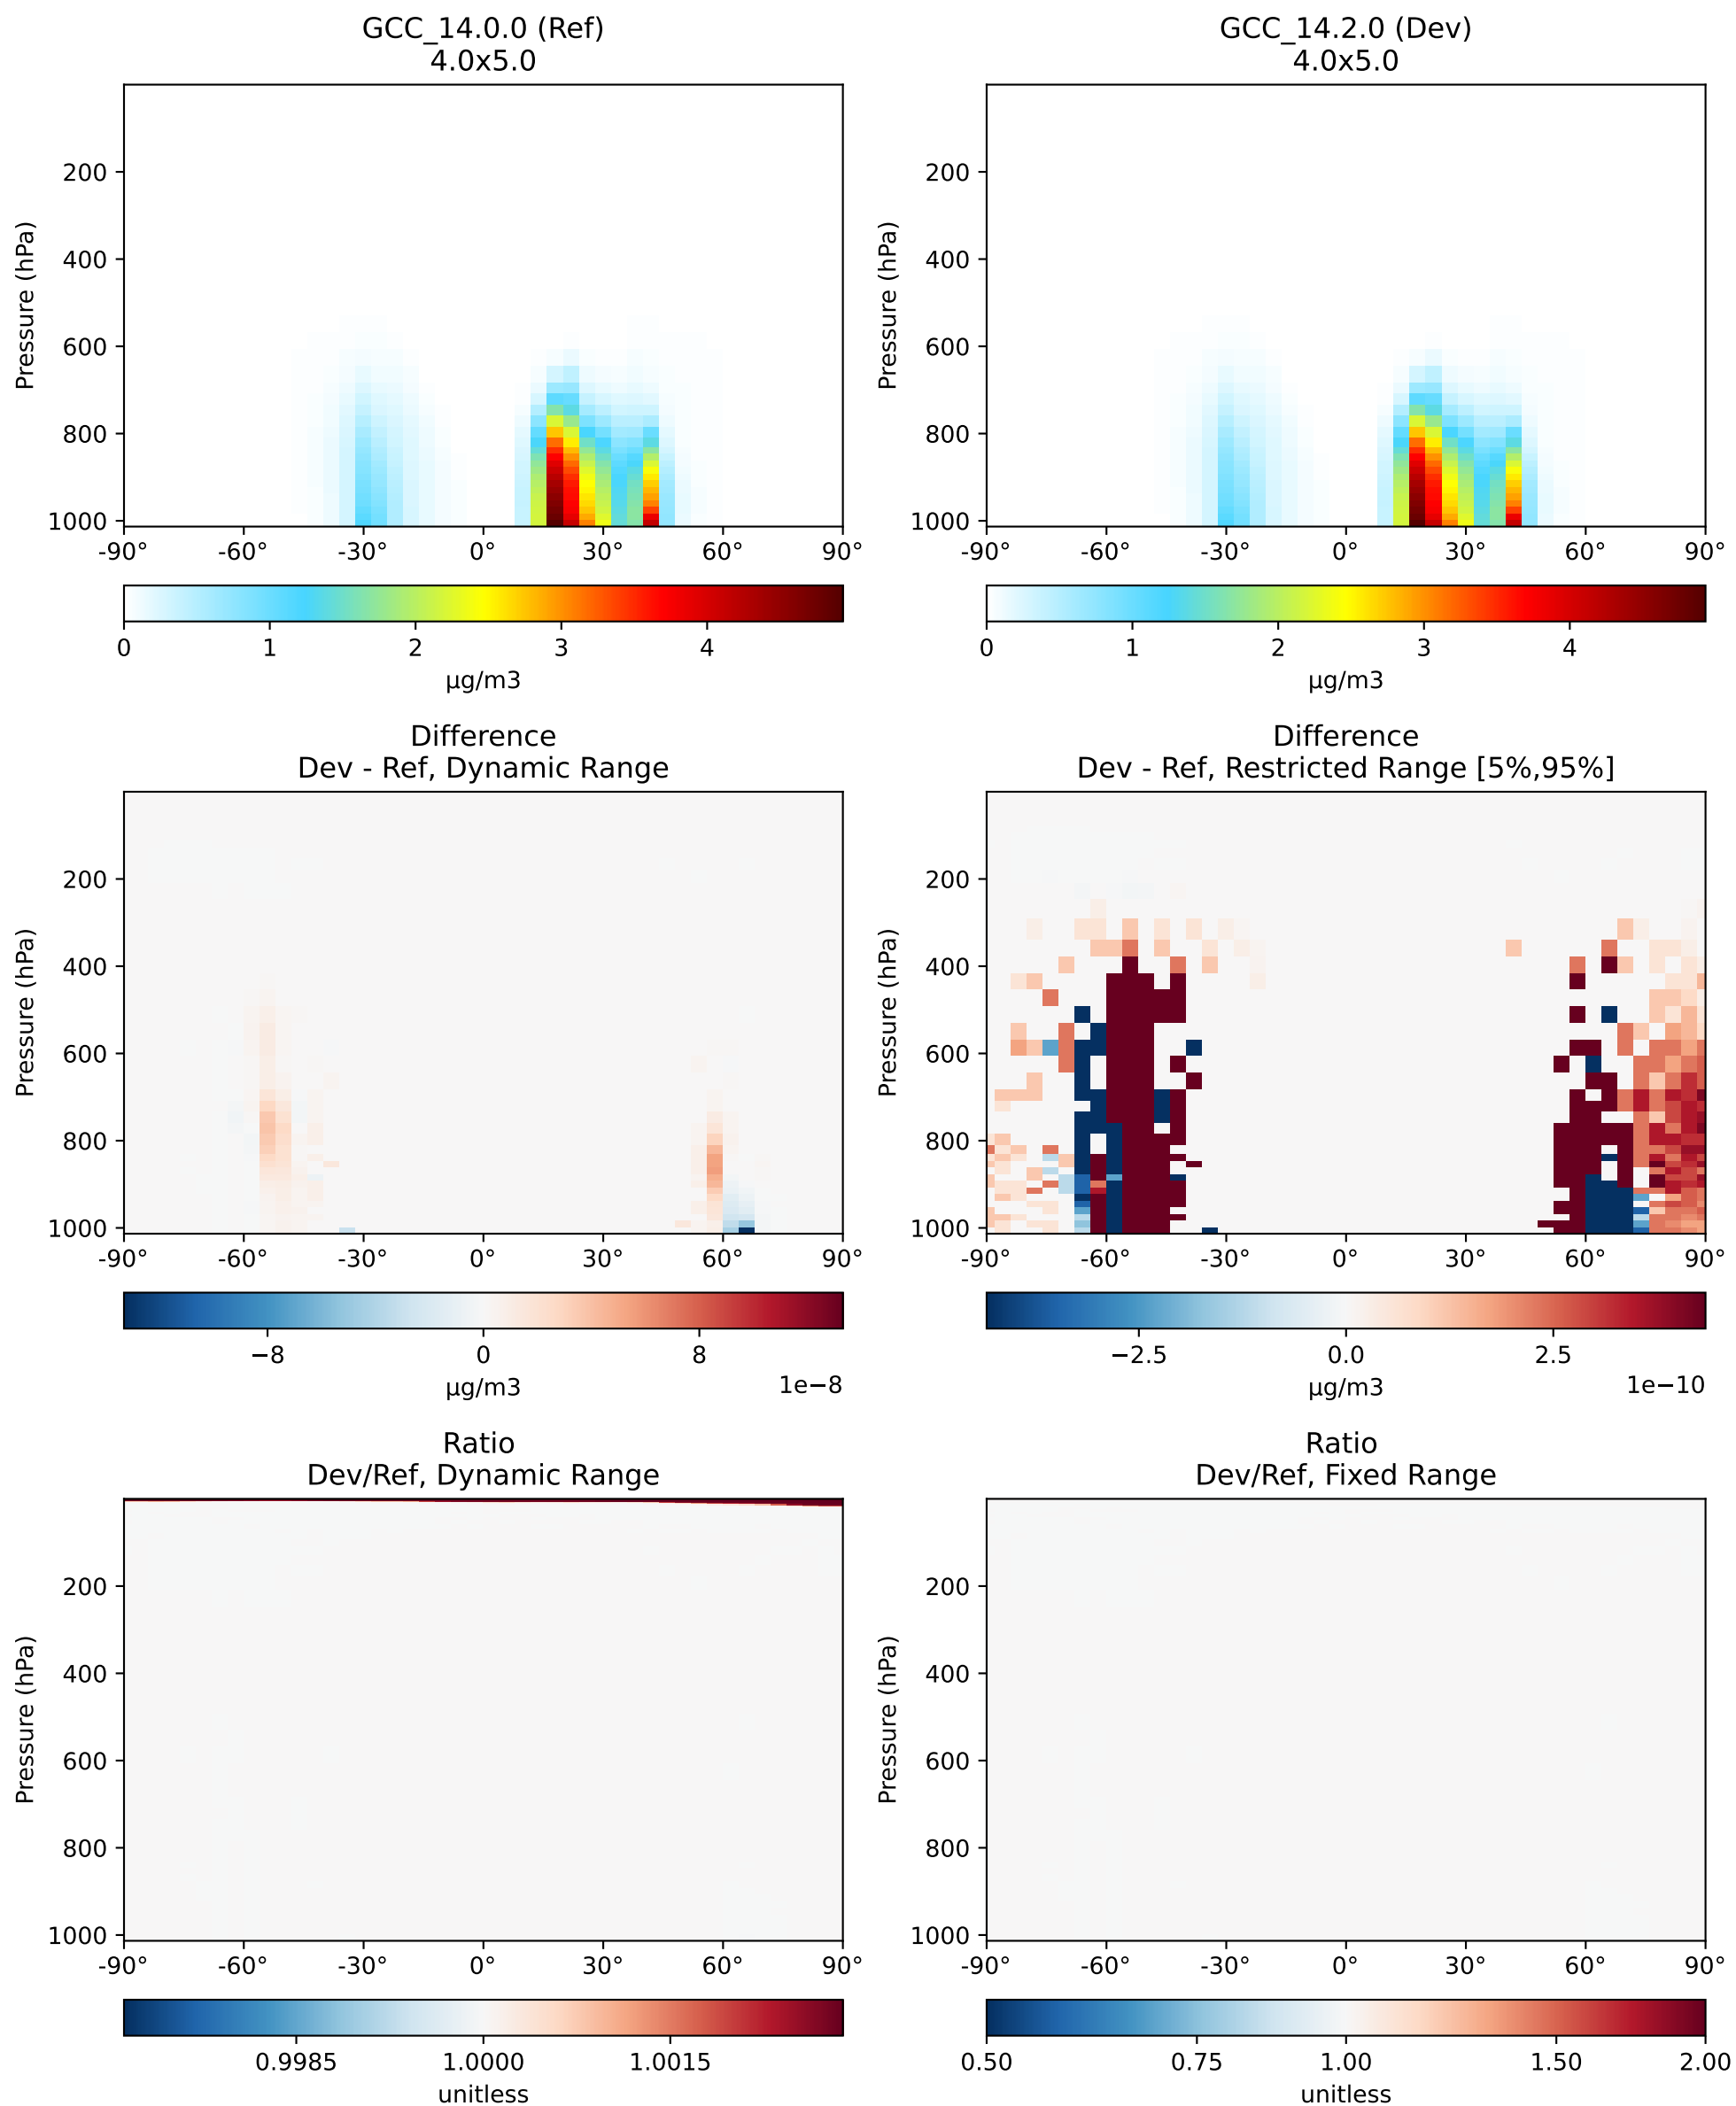 GCC_14.0.0 (Ref)
4.0x5.0
Pressure (hPa)
200
400
600
800
1000
-90° -60° -30° 0° 30° 60° 90°
0 1 2 3 4
µg/m3
GCC_14.2.0 (Dev)
4.0x5.0
Pressure (hPa)
200
400
600
800
1000
-90° -60° -30° 0° 30° 60° 90°
0 1 2 3 4
µg/m3
Difference
Dev - Ref, Dynamic Range
Pressure (hPa)
200
400
600
800
1000
-90° -60° -30° 0° 30° 60° 90°
−8 0 8
1e−8
µg/m3
Difference
Dev - Ref, Restricted Range [5%,95%]
Pressure (hPa)
200
400
600
800
1000
-90° -60° -30° 0° 30° 60° 90°
−2.5 0.0 2.5
1e−10
µg/m3
Ratio
Dev/Ref, Dynamic Range
Pressure (hPa)
200
400
600
800
1000
-90° -60° -30° 0° 30° 60° 90°
0.9985 1.0000 1.0015
unitless
Ratio
Dev/Ref, Fixed Range
Pressure (hPa)
200
400
600
800
1000
-90° -60° -30° 0° 30° 60° 90°
0.50 0.75 1.00 1.50 2.00
unitless